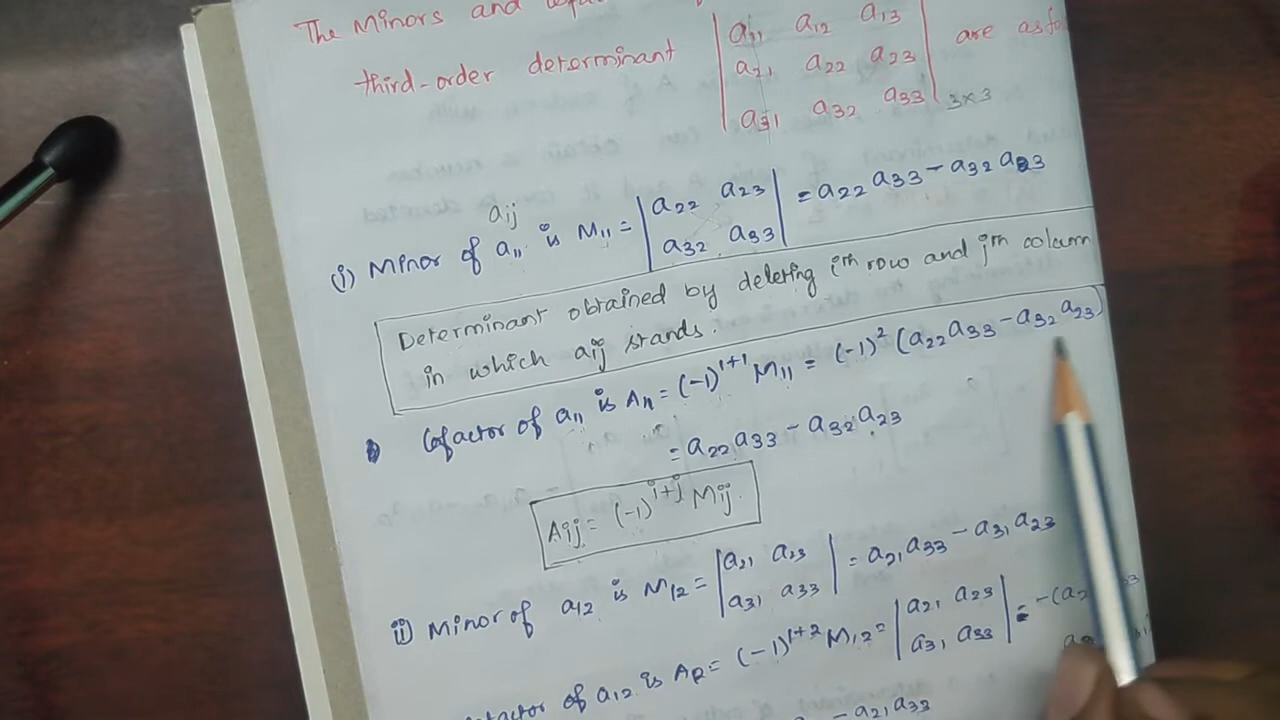 The Minors and
third-order determinant | a11 a12 a13 | are as
| a21 a22 a23 |
| a31 a32 a33 | 3×3
aij
(i) Minor of a11 is M11 = | a22 a23 | = a22 a33 - a32 a23
| a32 a33 |
Determinant obtained by deleting ith row and jth column
in which aij stands.
Cofactor of a11 is A11 = (-1)^1+1 M11 = (-1)^2 (a22 a33 - a32 a23)
= a22 a33 - a32 a23
Aij = (-1)^i+j Mij.
ii) Minor of a12 is M12 = | a21 a23 | = a21 a33 - a31 a23
| a31 a33 |
of a12 is A12 = (-1)^1+2 M12 = | a21 a23 | = -(a2
| a31 a33 |
- a21 a33